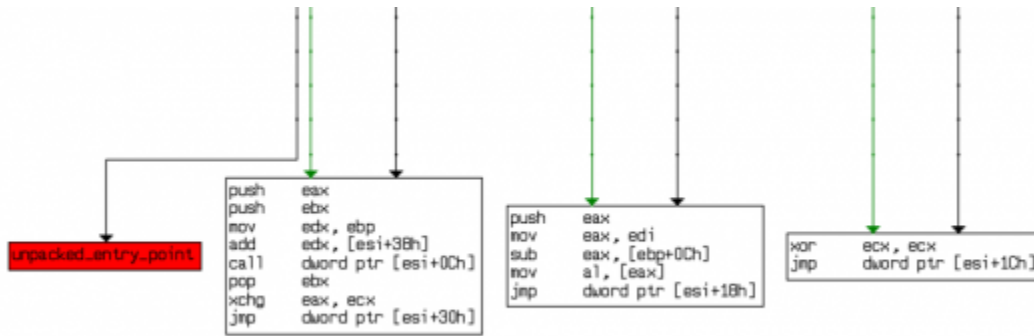 unpacked_entry_point
push eax
push ebx
mov edx, ebp
add edx, [esi+38h]
call dword ptr [esi+0Ch]
pop ebx
xchg eax, ecx
jmp dword ptr [esi+30h]
push eax
mov eax, edi
sub eax, [ebp+0Ch]
mov al, [eax]
jmp dword ptr [esi+18h]
xor ecx, ecx
jmp dword ptr [esi+1Ch]